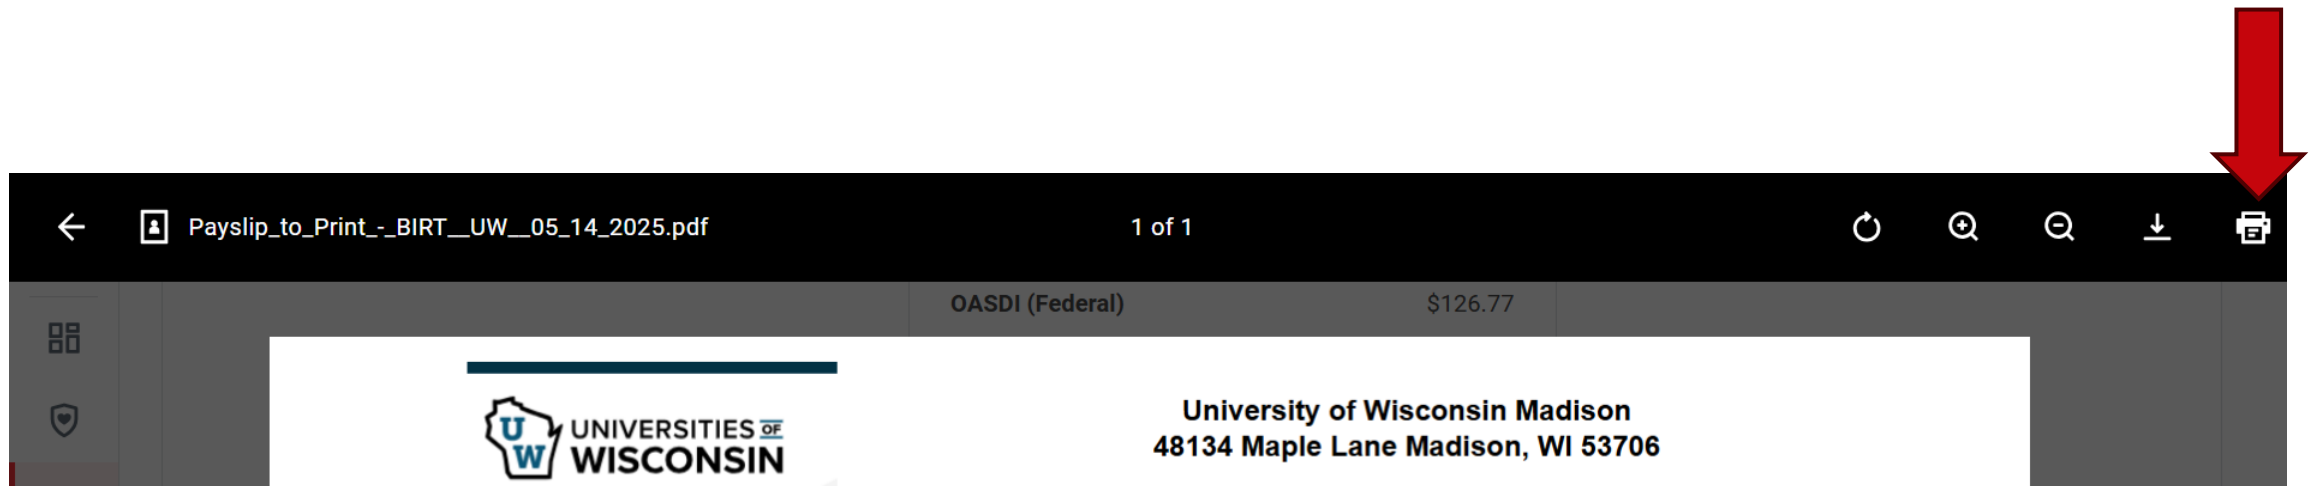 Payslip_to_Print_-_BIRT__UW__05_14_2025.pdf 1 of 1
OASDI (Federal) $126.77
UNIVERSITIES OF
WISCONSIN
U
W
University of Wisconsin Madison
48134 Maple Lane Madison, WI 53706